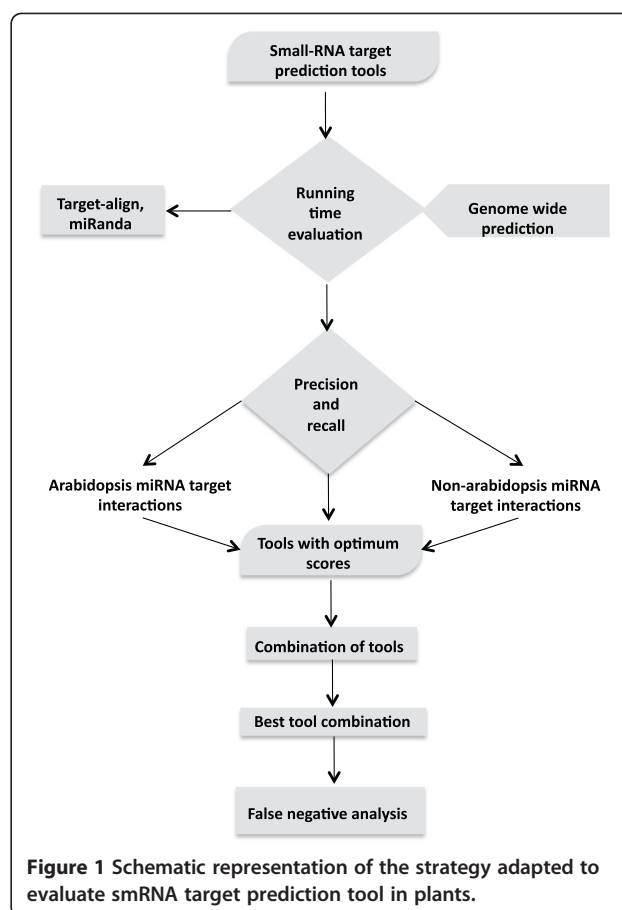 Small-RNA target
prediction tools
Running
time
evaluation
Target-align,
miRanda
Genome wide
prediction
Precision
and
recall
Arabidopsis miRNA target
interactions
Non-arabidopsis miRNA
target interactions
Tools with optimum
scores
Combination of tools
Best tool combination
False negative analysis
Figure 1 Schematic representation of the strategy adapted to
evaluate smRNA target prediction tool in plants.